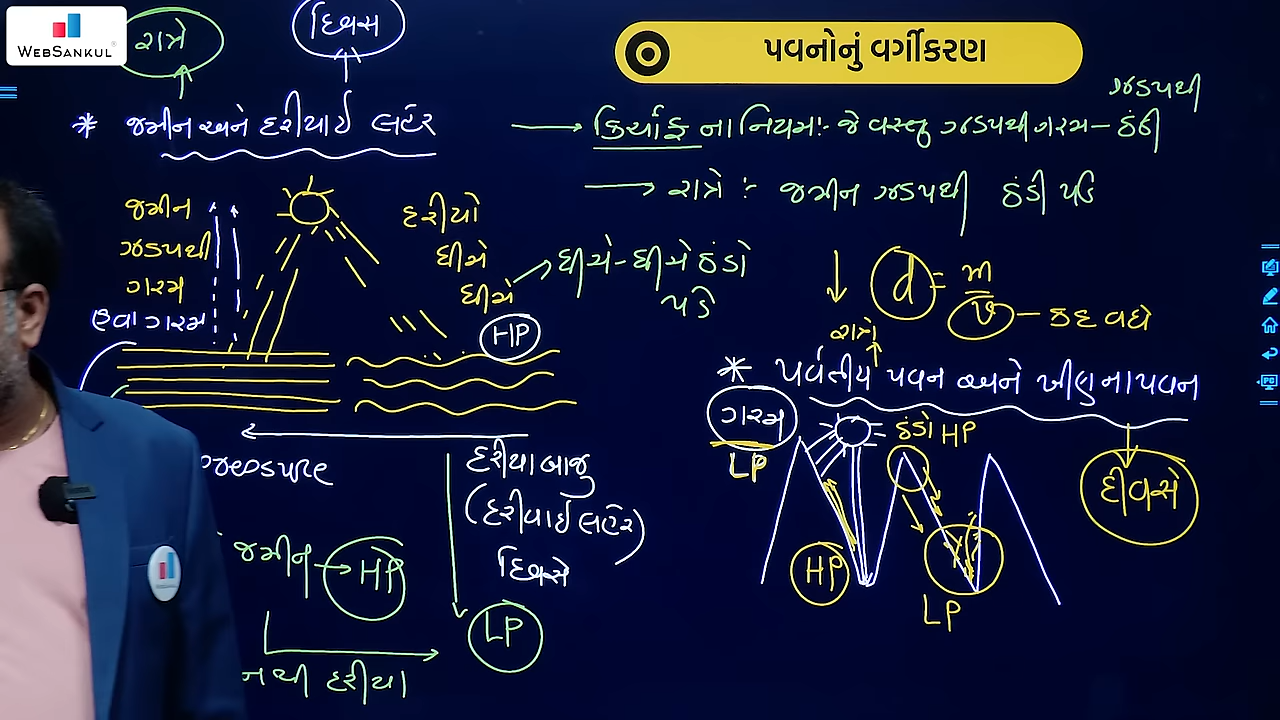 WEBSANKUL
રાત્રે
દિવસ
પવનોનું વર્ગીકરણ
* જમીન અને દરીયાઈ લહેર
ઝડપથી
→ કિર્ચોફ ના નિયમ:- જે વસ્તુ ઝડપથી ગરમ - ઠંડી
→ રાત્રે :- જમીન ઝડપથી ઠંડી પડે
જમીન
ઝડપથી
ગરમ
હવા ગરમ
દરીયો
ધીમે
ધીમે
→ ધીમે-ધીમે ઠંડો
પડે
HP
↓ d = m/v - કદ વધે
રાત્રે
* પર્વતીય પવન અને ખીણ ના પવન
ગરમ
LP
ઠંડો HP
દીવસે
HP
LP
દરીયા બાજુ
(દરીયાઈ લહેર)
દિવસે
LP
જમીન → HP
નથી દરીયા